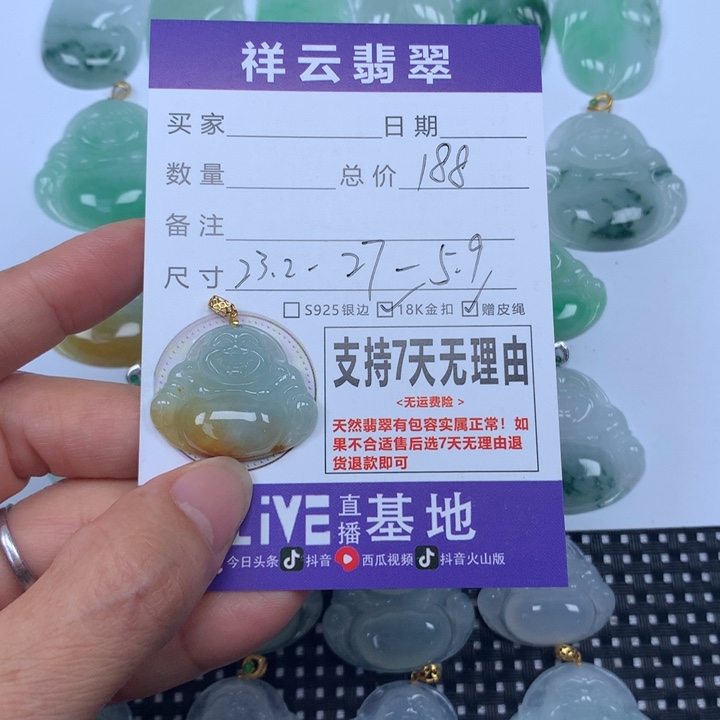 祥云翡翠
买家 日期
数量 总价 188
备注
尺寸 23.2-27-5.9
S925银边 18K金扣 赠皮绳
支持7天无理由
<无运费险>
天然翡翠有包容实属正常！如
果不合适售后选7天无理由退
货退款即可
LiVE 直播 基地
今日头条 抖音 西瓜视频 抖音火山版